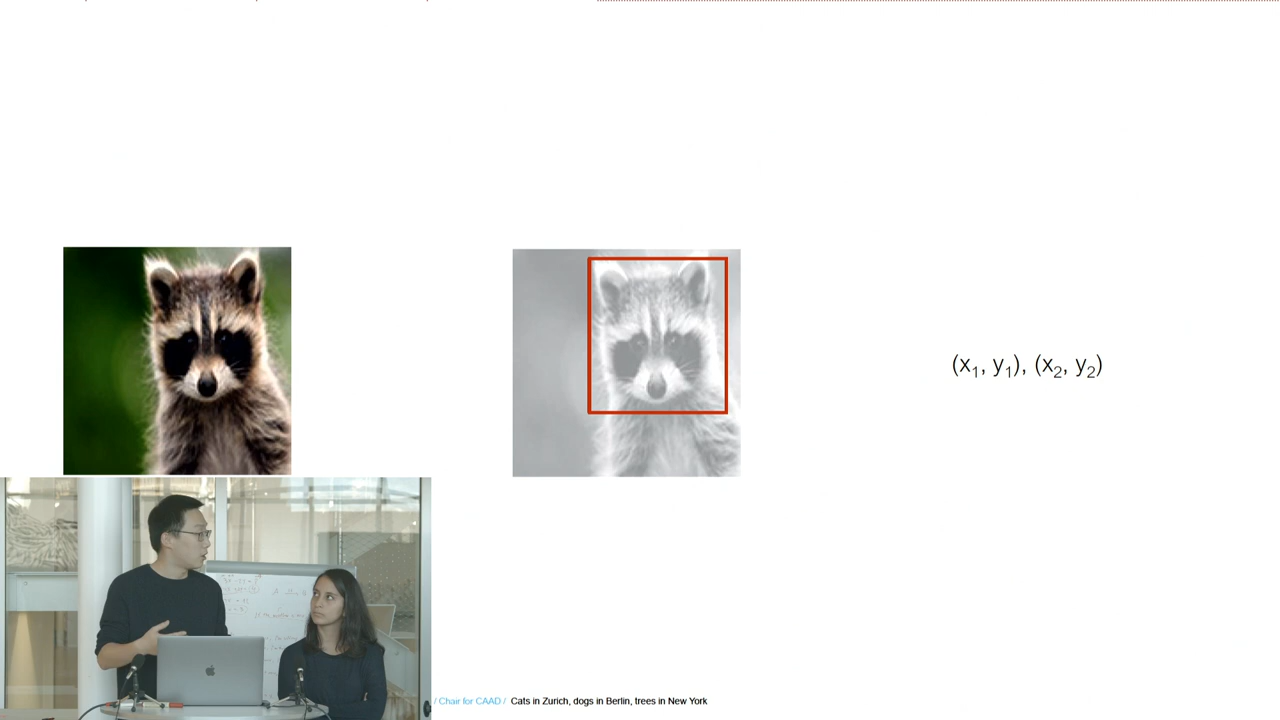 (x₁, y₁), (x₂, y₂)
/ Chair for CAAD / Cats in Zurich, dogs in Berlin, trees in New York